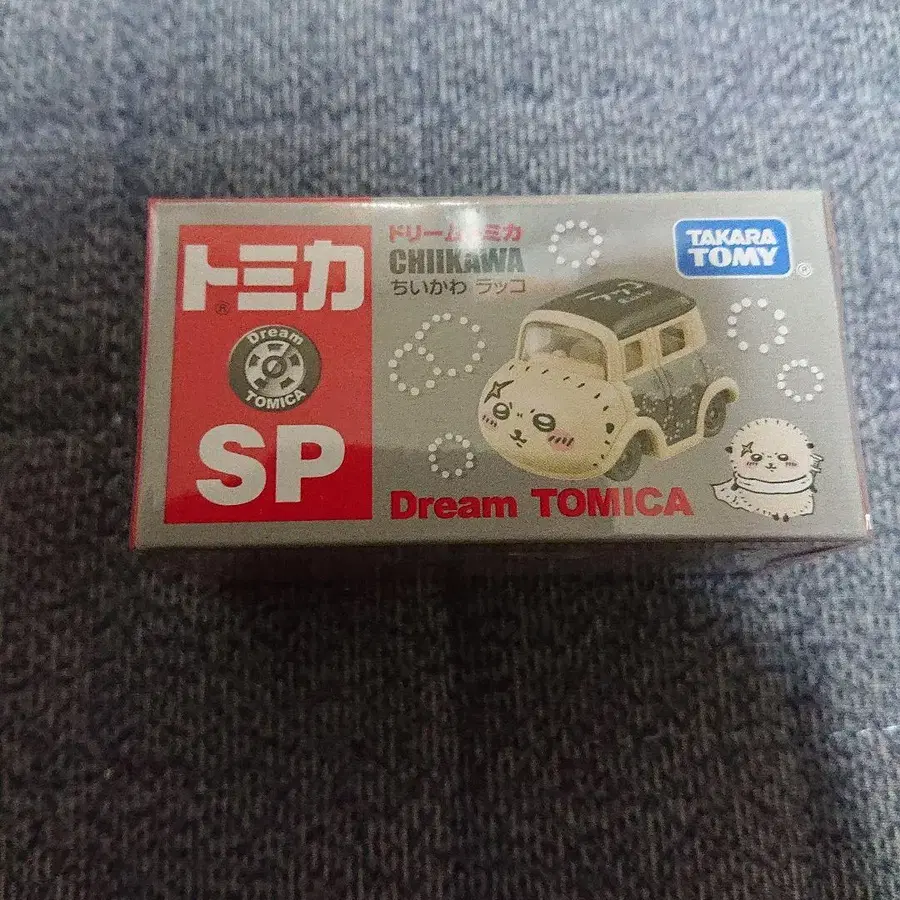 トミカ
®
Dream
TOMICA
SP
ドリームトミカ
CHIIKAWA
ちいかわ ラッコ
TAKARA
TOMY
Dream TOMICA